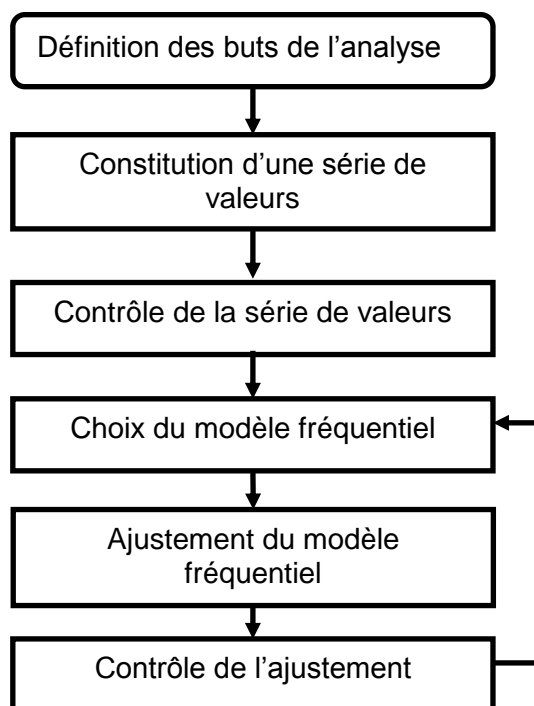 Définition des buts de l’analyse
Constitution d’une série de
valeurs
Contrôle de la série de valeurs
Choix du modèle fréquentiel
Ajustement du modèle
fréquentiel
Contrôle de l’ajustement